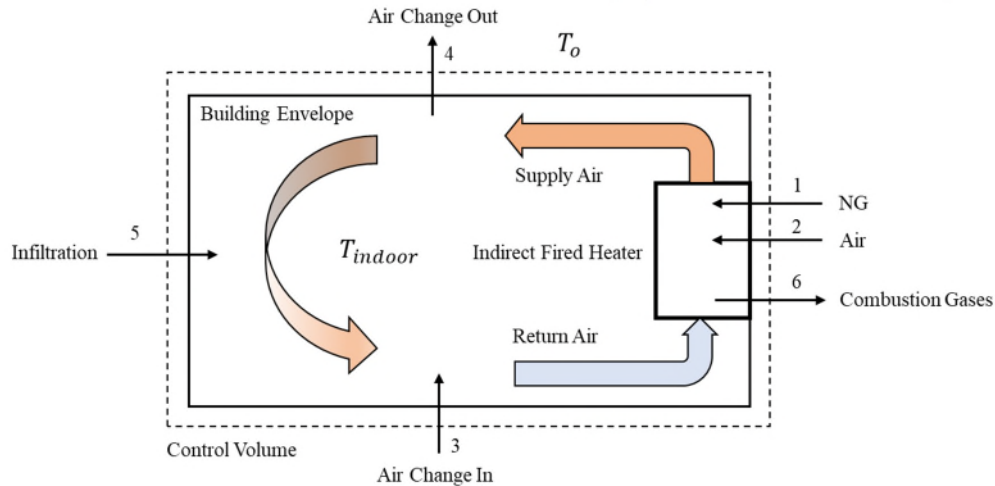 Air Change Out
4
T_o
Building Envelope
Supply Air
1
NG
2
Air
5
Infiltration
T_indoor
Indirect Fired Heater
6
Combustion Gases
Return Air
3
Control Volume
Air Change In